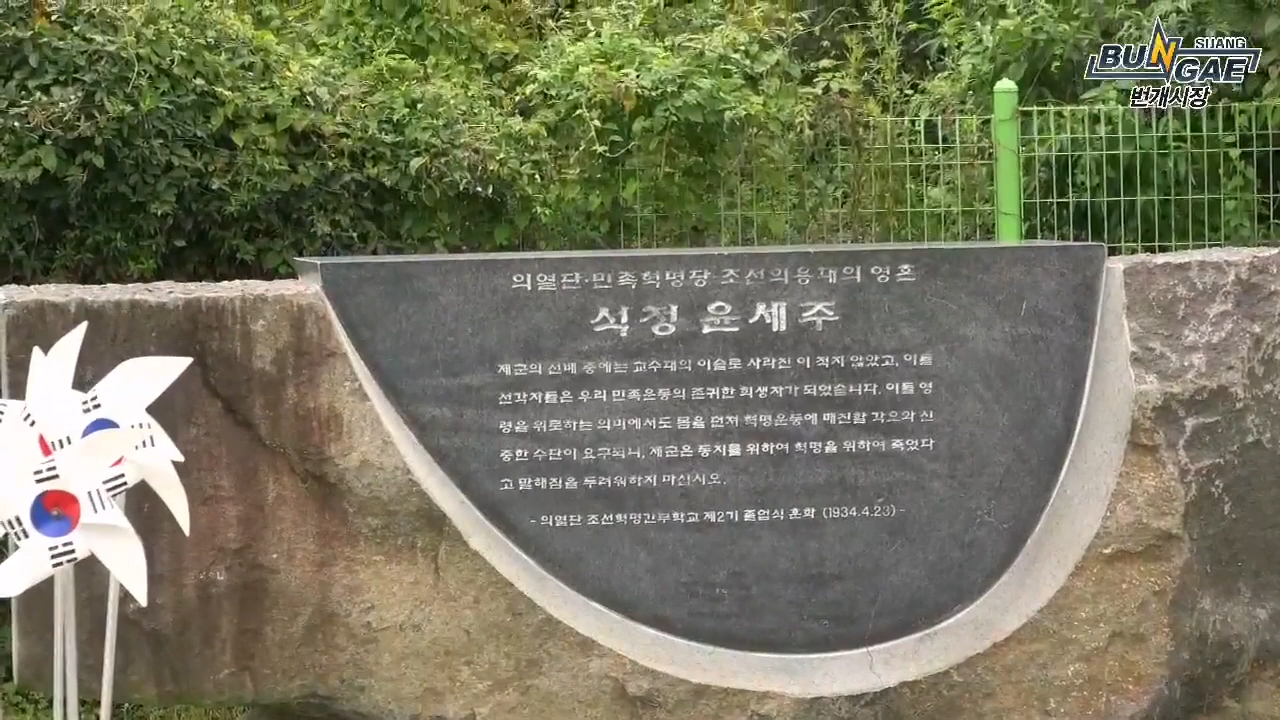 BUNGAE
SUANG
번개시장
의열단·민족혁명당·조선의용대의 영혼
석정 윤세주
제군의 선배 중에는 교수대의 이슬로 사라진 이 적지 않았고, 이들
선각자들은 우리 민족운동의 존귀한 희생자가 되었습니다. 이들 영
령을 위로하는 의미에서도 몸을 던져 혁명운동에 매진할 각오와 신
중한 수단이 요구되니, 제군은 동지를 위하여 혁명을 위하여 죽었다
고 말해짐을 두려워하지 마십시오.
- 의열단 조선혁명간부학교 제2기 졸업식 훈화 (1934.4.23) -